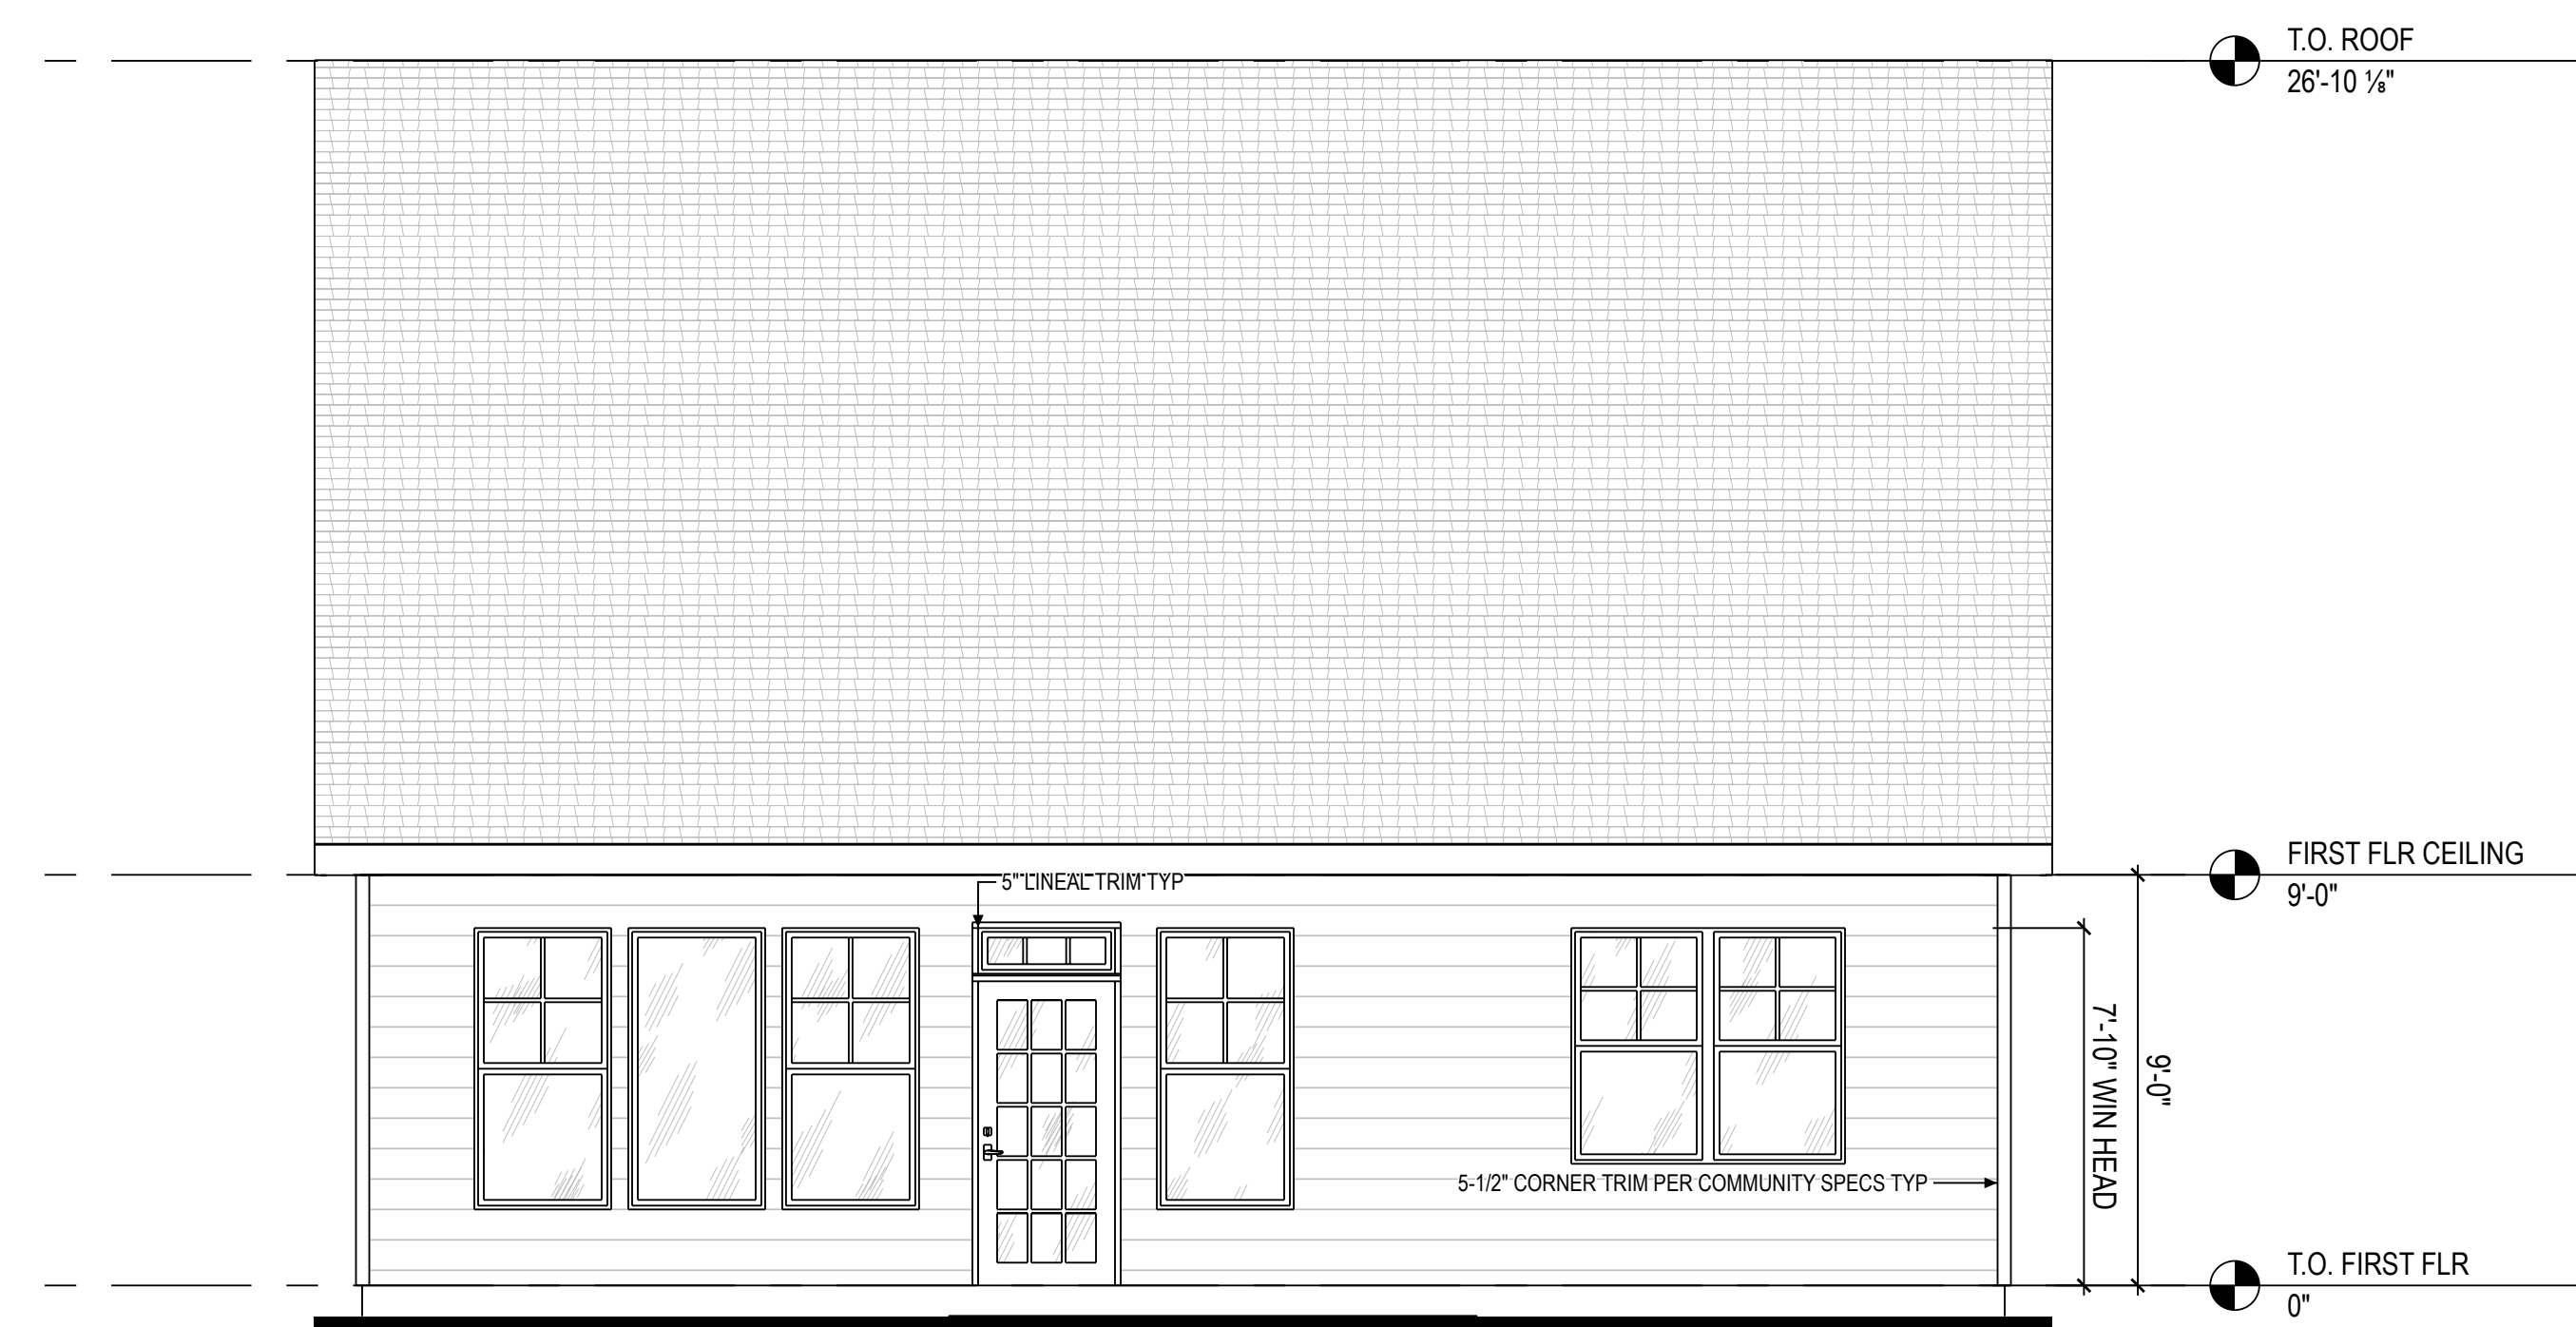 T.O. ROOF
26'-10 ⅛"
FIRST FLR CEILING
9'-0"
5" LINEAL TRIM TYP
7'-10" WIN HEAD
9'-0"
5-1/2" CORNER TRIM PER COMMUNITY SPECS TYP
T.O. FIRST FLR
0"